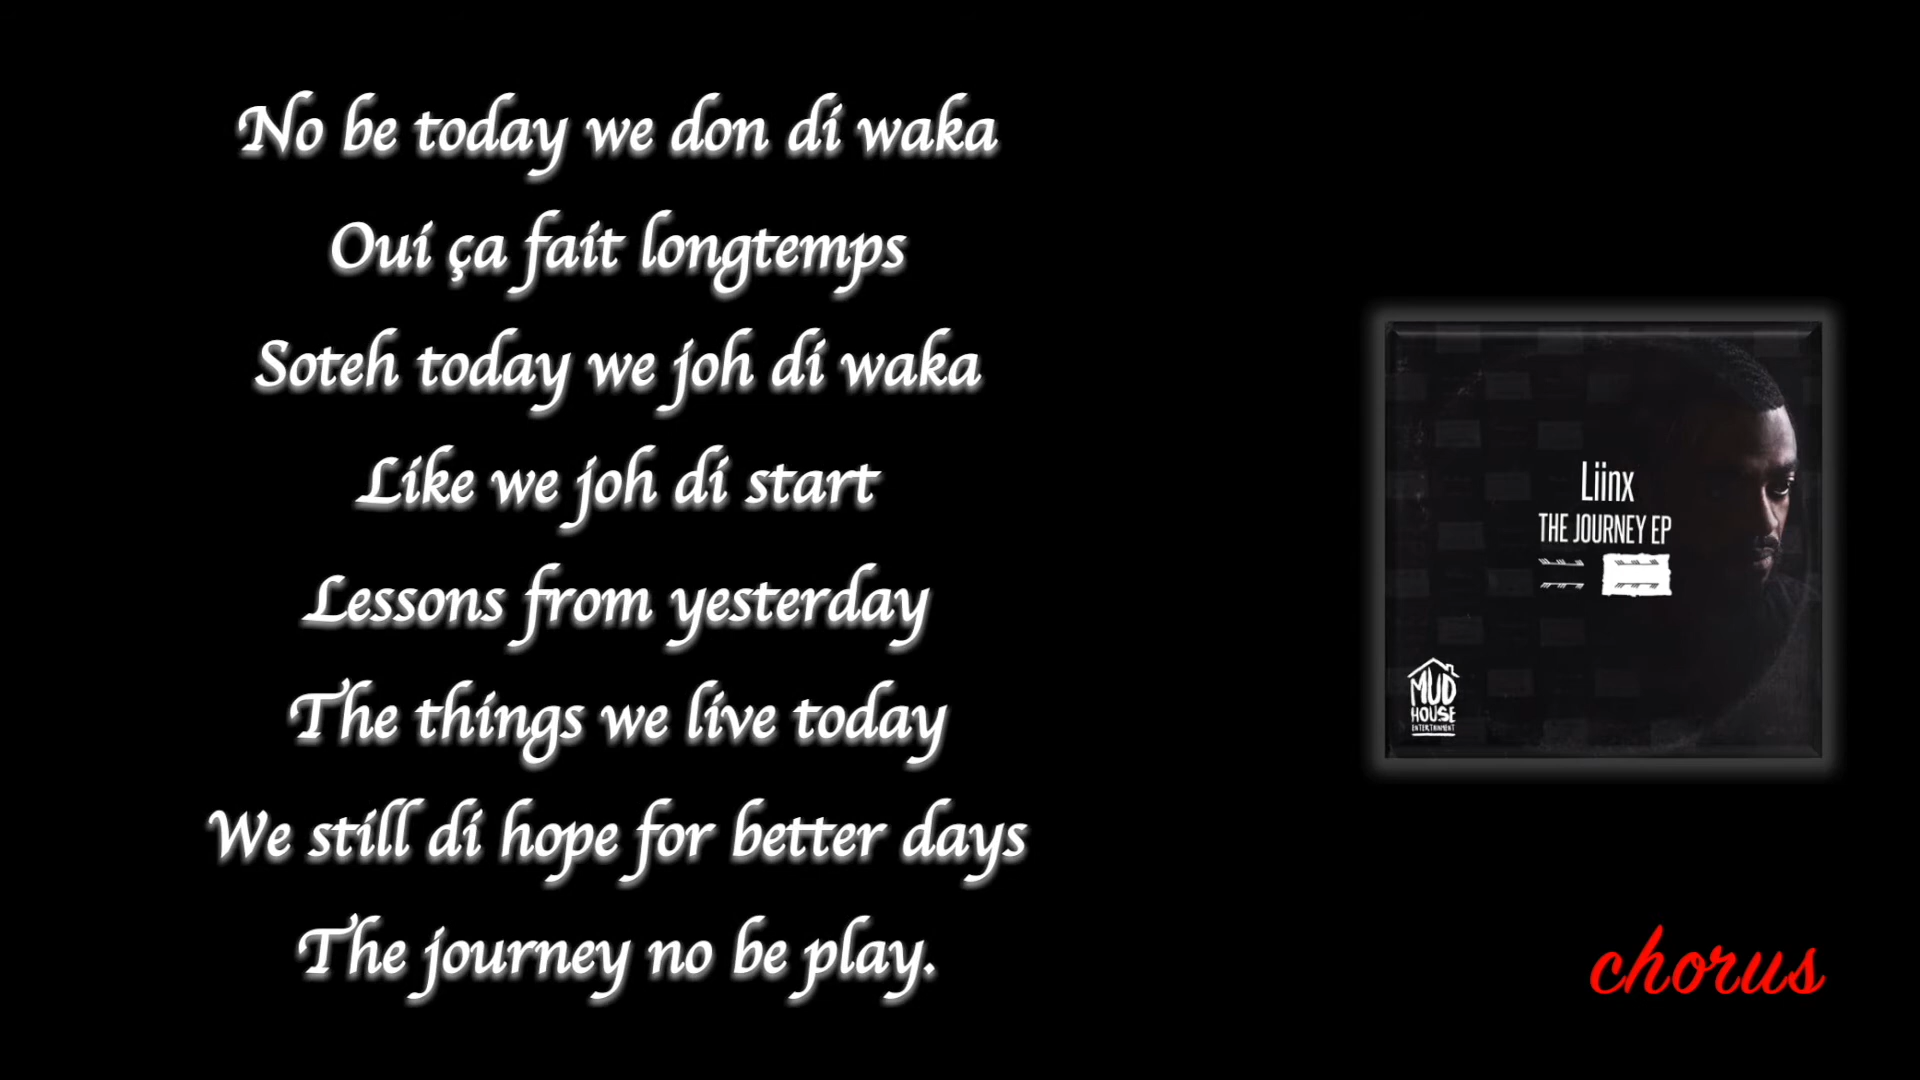 No be today we don di waka
Oui ça fait longtemps
Soteh today we joh di waka
Like we joh di start
Lessons from yesterday
The things we live today
We still di hope for better days
The journey no be play.
Liinx
THE JOURNEY EP
MUD
HOUSE
ENTERTAINMENT
chorus